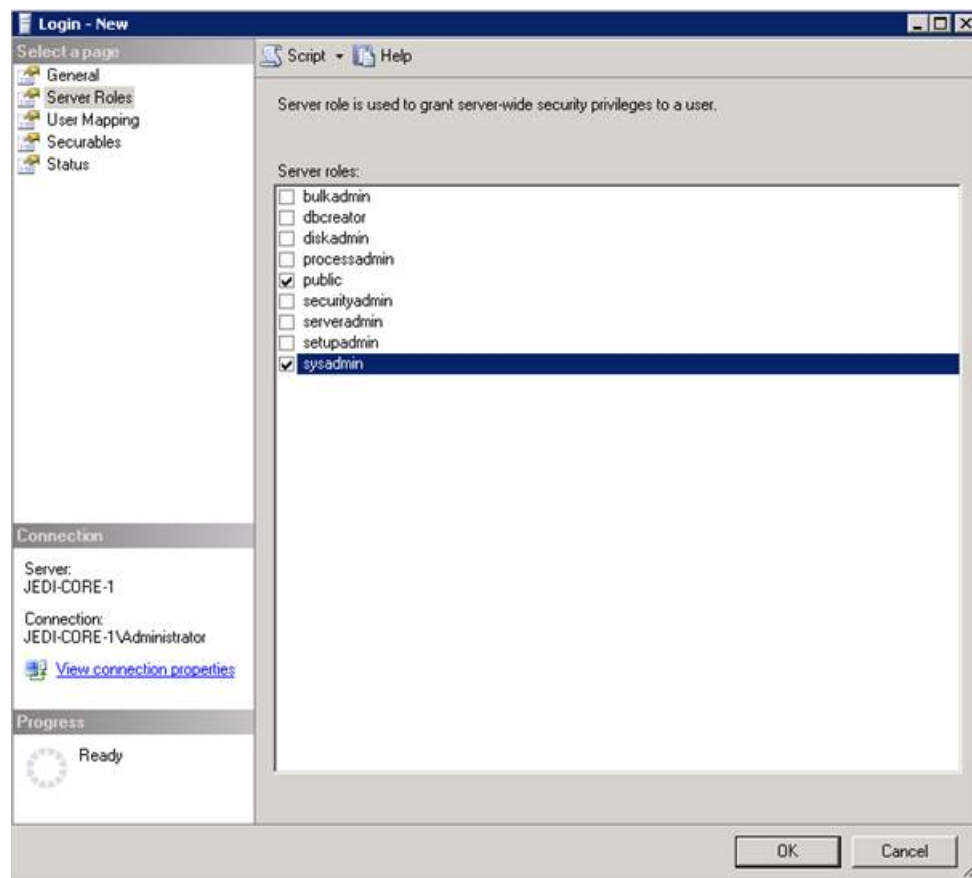 Login - New
Select a page
General
Server Roles
User Mapping
Securables
Status
Script
Help
Server role is used to grant server-wide security privileges to a user.
Server roles:
bulkadmin
dbcreator
diskadmin
processadmin
public
securityadmin
serveradmin
setupadmin
sysadmin
Connection
Server:
JEDI-CORE-1
Connection:
JEDI-CORE-1\Administrator
View connection properties
Progress
Ready
OK
Cancel